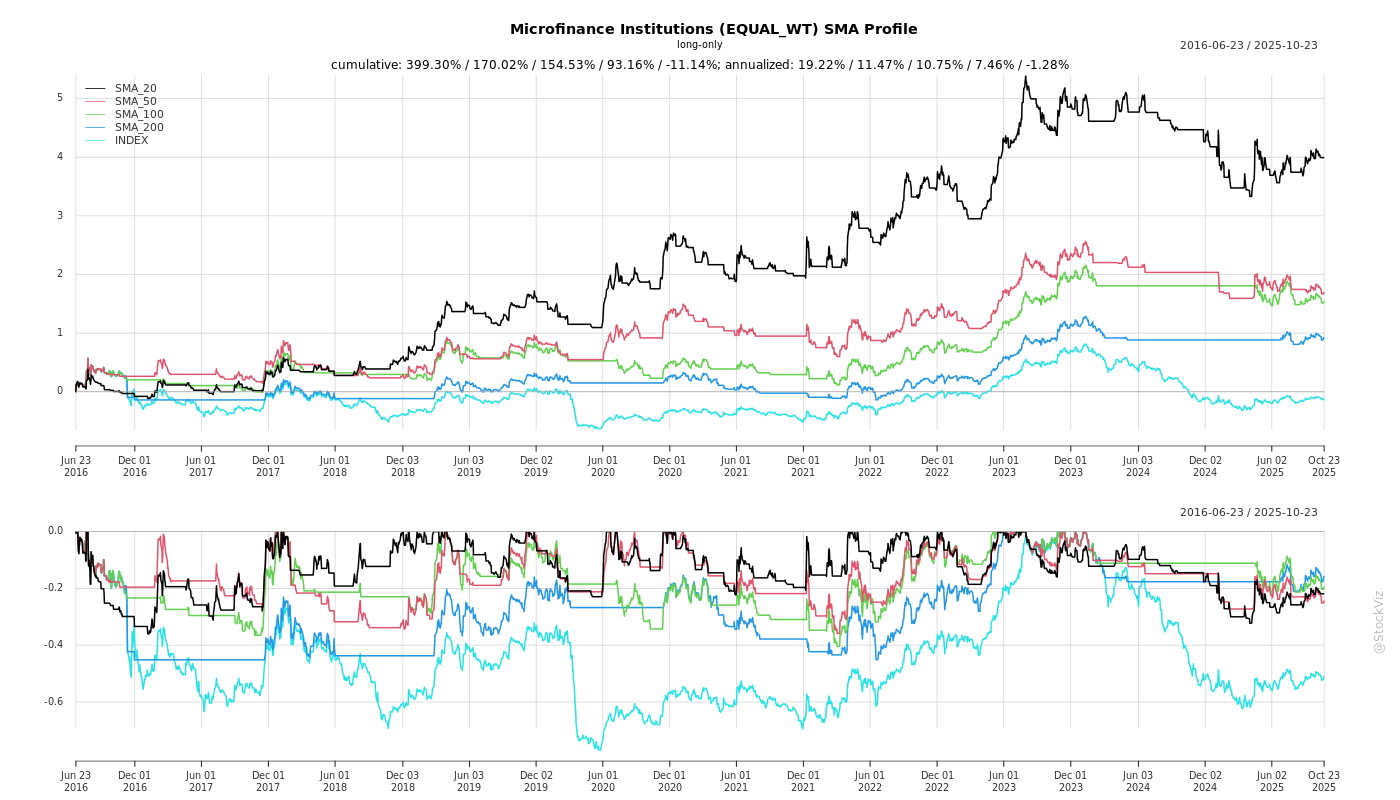 Microfinance Institutions (EQUAL_WT) SMA Profile
long-only
2016-06-23 / 2025-10-23
cumulative: 399.30% / 170.02% / 154.53% / 93.16% / -11.14%; annualized: 19.22% / 11.47% / 10.75% / 7.46% / -1.28%
SMA_20
SMA_50
SMA_100
SMA_200
INDEX
5
4
3
2
1
0
Jun 23 Dec 01 Jun 01 Dec 01 Jun 01 Dec 03 Jun 03 Dec 02 Jun 01 Dec 01 Jun 01 Dec 01 Jun 01 Dec 01 Jun 01 Dec 01 Jun 03 Dec 02 Jun 02 Oct 23
2016 2016 2017 2017 2018 2018 2019 2019 2020 2020 2021 2021 2022 2022 2023 2023 2024 2024 2025 2025
2016-06-23 / 2025-10-23
0.0
-0.2
-0.4
-0.6
Jun 23 Dec 01 Jun 01 Dec 01 Jun 01 Dec 03 Jun 03 Dec 02 Jun 01 Dec 01 Jun 01 Dec 01 Jun 01 Dec 01 Jun 01 Dec 01 Jun 03 Dec 02 Jun 02 Oct 23
2016 2016 2017 2017 2018 2018 2019 2019 2020 2020 2021 2021 2022 2022 2023 2023 2024 2024 2025 2025
@StockViz